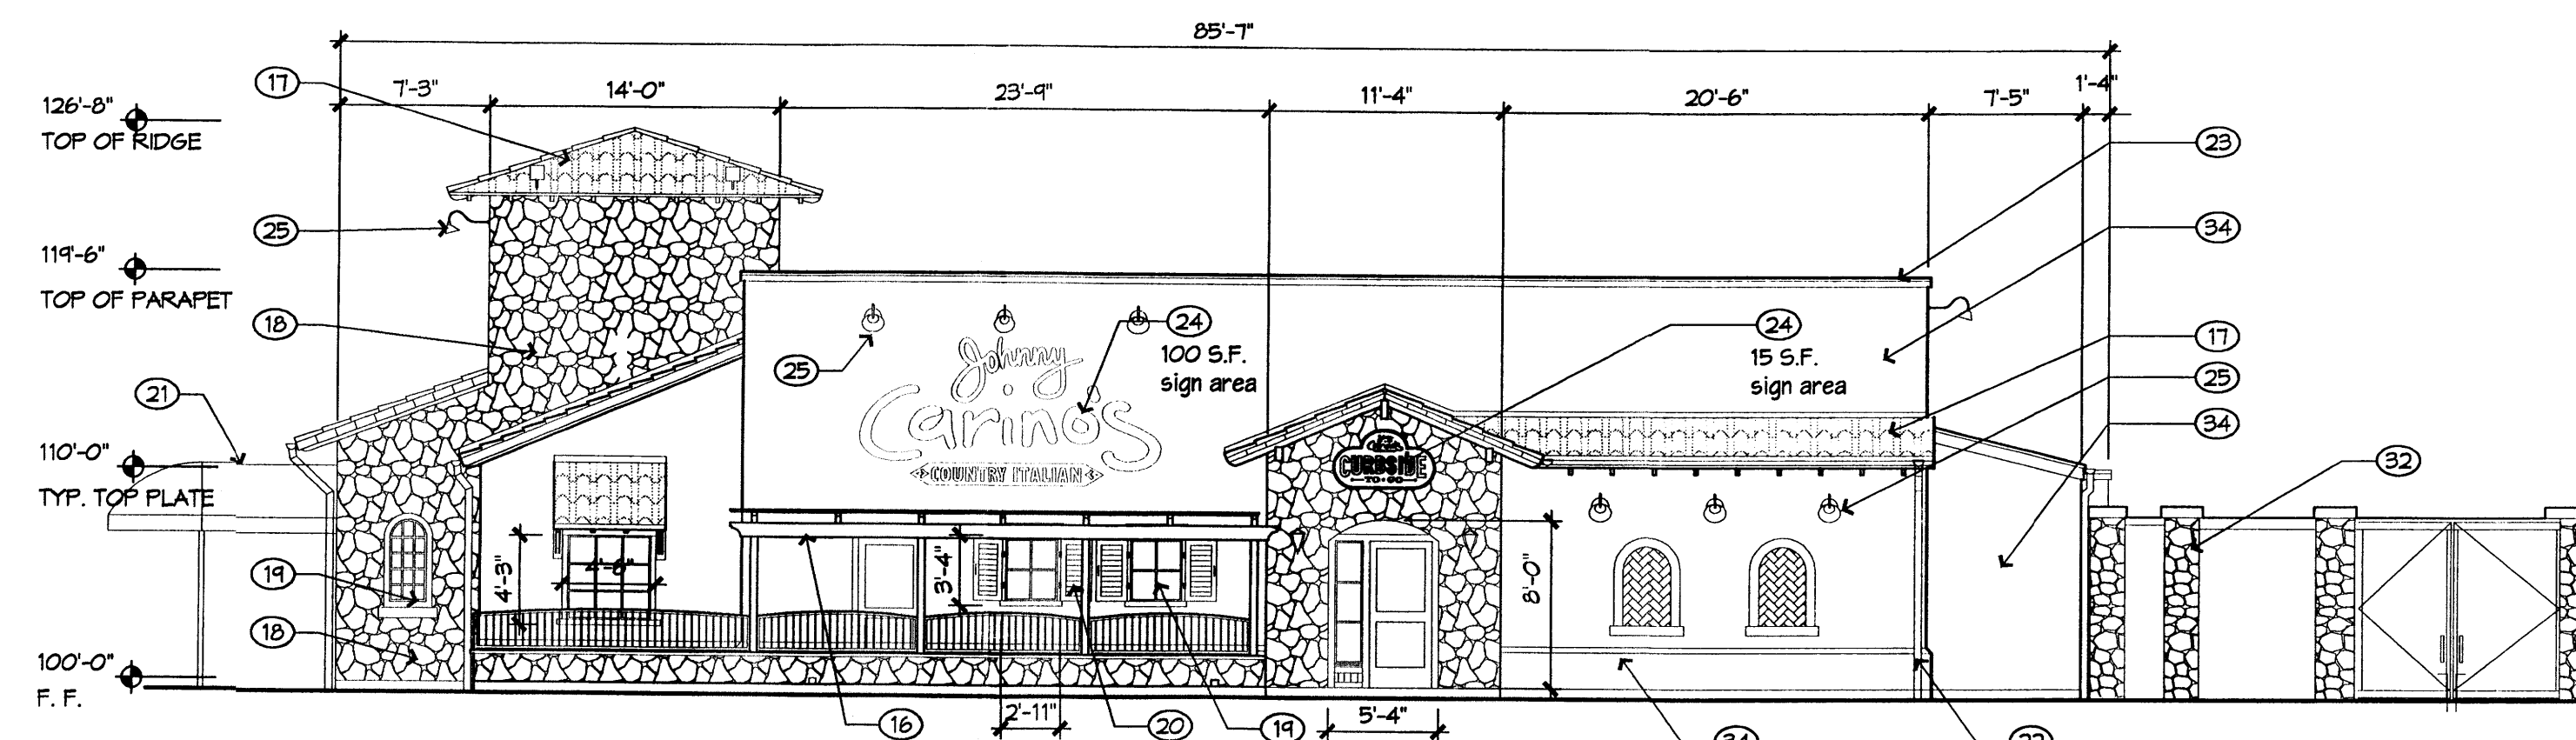 85'-7"
7'-3"
14'-0"
23'-9"
11'-4"
20'-6"
7'-5"
1'-4"
17
126'-8"
TOP OF RIDGE
23
25
34
119'-6"
TOP OF PARAPET
18
24
100 S.F.
sign area
24
15 S.F.
sign area
17
25
25
21
34
Johnny
Carino's
COUNTRY ITALIAN
CURBSIDE
TO • GO
110'-0"
TYP. TOP PLATE
32
4'-3"
3'-4"
8'-0"
19
18
100'-0"
F. F.
16
2'-11"
20
19
5'-4"